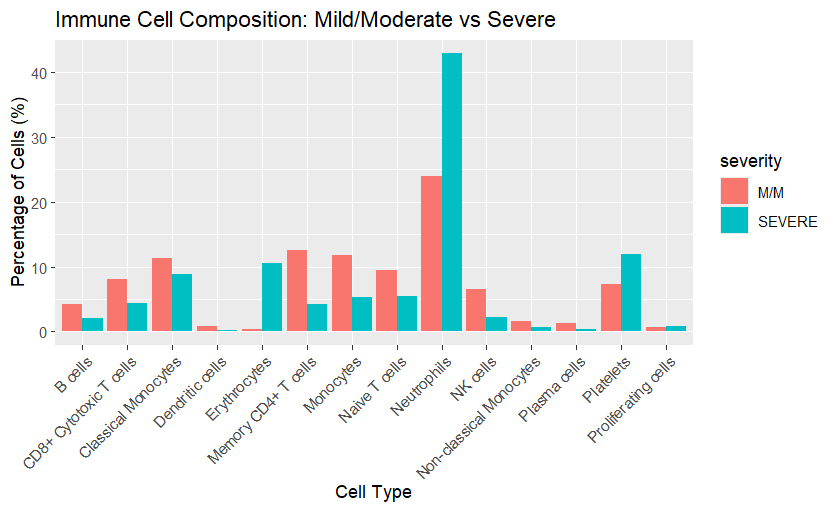 Immune Cell Composition: Mild/Moderate vs Severe
Percentage of Cells (%)
40
30
20
10
0
B cells
CD8+ Cytotoxic T cells
Classical Monocytes
Dendritic cells
Erythrocytes
Memory CD4+ T cells
Monocytes
Naive T cells
Neutrophils
NK cells
Non-classical Monocytes
Plasma cells
Platelets
Proliferating cells
Cell Type
severity
M/M
SEVERE